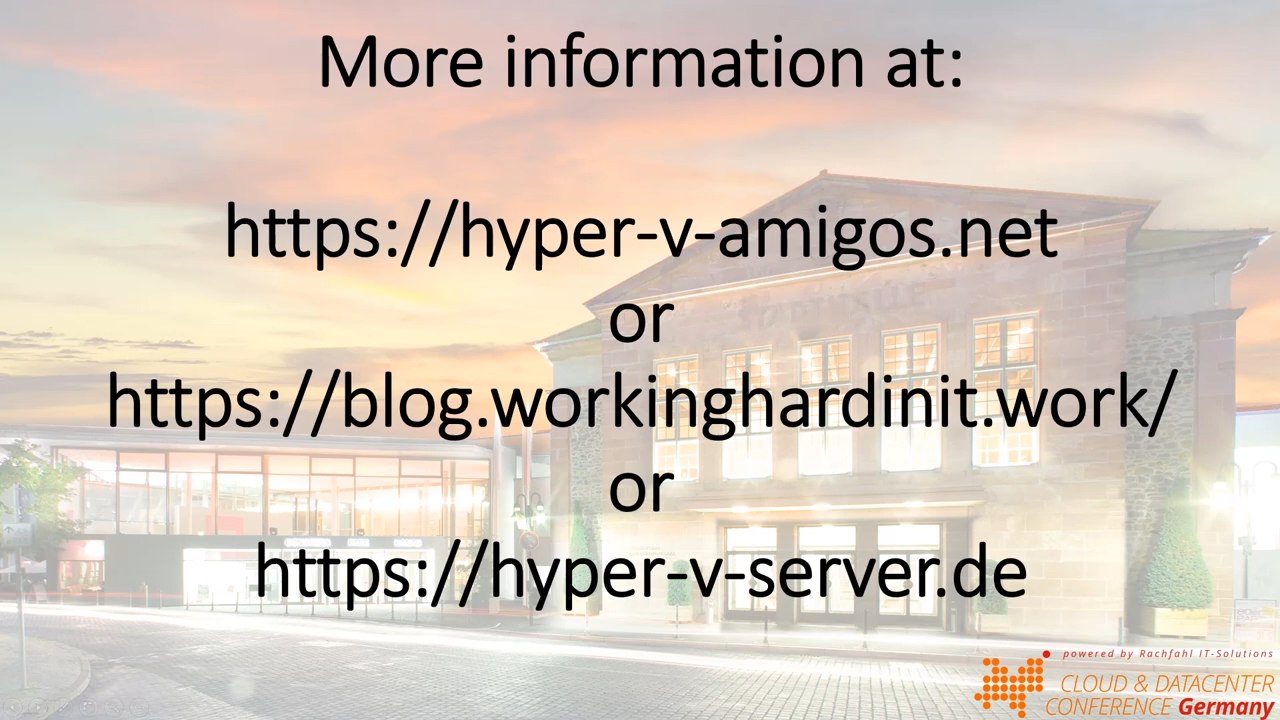 More information at:
https://hyper-v-amigos.net
or
https://blog.workinghardinit.work/
or
https://hyper-v-server.de
powered by Rachfahl IT-Solutions
CLOUD & DATACENTER
CONFERENCE Germany